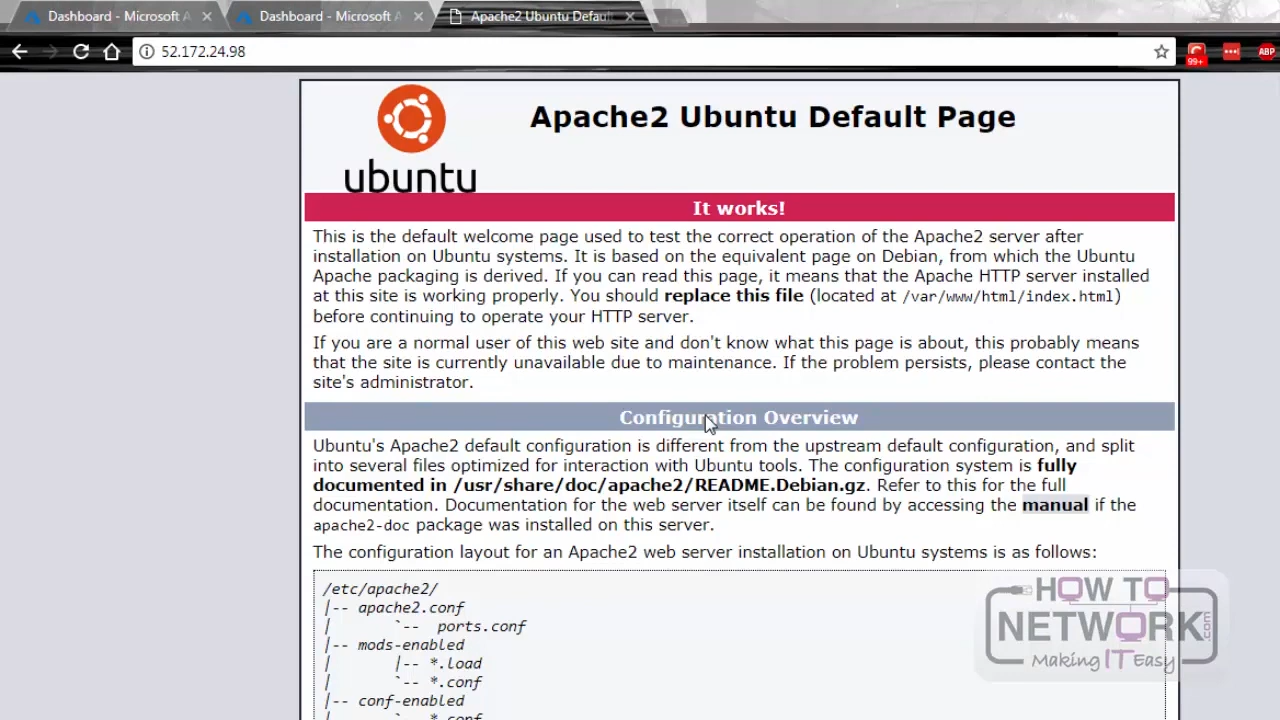 Dashboard - Microsoft A
Dashboard - Microsoft A
Apache2 Ubuntu Defau
52.172.24.98
99+
ABP
ubuntu
Apache2 Ubuntu Default Page
It works!
This is the default welcome page used to test the correct operation of the Apache2 server after
installation on Ubuntu systems. It is based on the equivalent page on Debian, from which the Ubuntu
Apache packaging is derived. If you can read this page, it means that the Apache HTTP server installed
at this site is working properly. You should replace this file (located at /var/www/html/index.html)
before continuing to operate your HTTP server.
If you are a normal user of this web site and don't know what this page is about, this probably means
that the site is currently unavailable due to maintenance. If the problem persists, please contact the
site's administrator.
Configuration Overview
Ubuntu's Apache2 default configuration is different from the upstream default configuration, and split
into several files optimized for interaction with Ubuntu tools. The configuration system is fully
documented in /usr/share/doc/apache2/README.Debian.gz. Refer to this for the full
documentation. Documentation for the web server itself can be found by accessing the manual if the
apache2-doc package was installed on this server.
The configuration layout for an Apache2 web server installation on Ubuntu systems is as follows:
/etc/apache2/
|-- apache2.conf
|       `--  ports.conf
|-- mods-enabled
|       |-- *.load
|       `-- *.conf
|-- conf-enabled
|       `-- *.conf
HOW TO
NETWORK.com
Making IT Easy